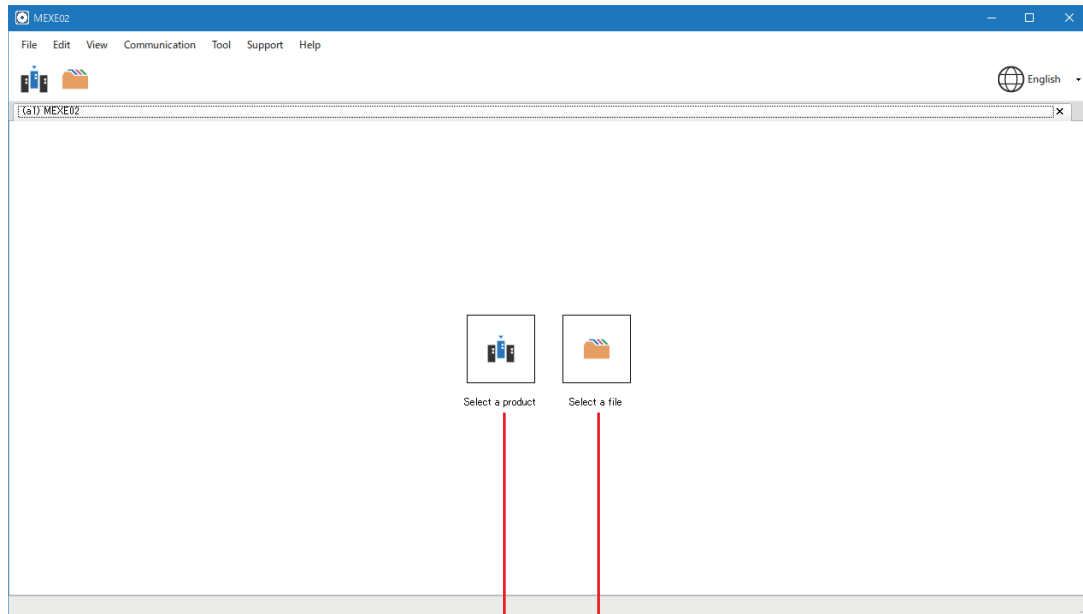 MEXE02
File Edit View Communication Tool Support Help
English
(a1) MEXE02
Select a product Select a file